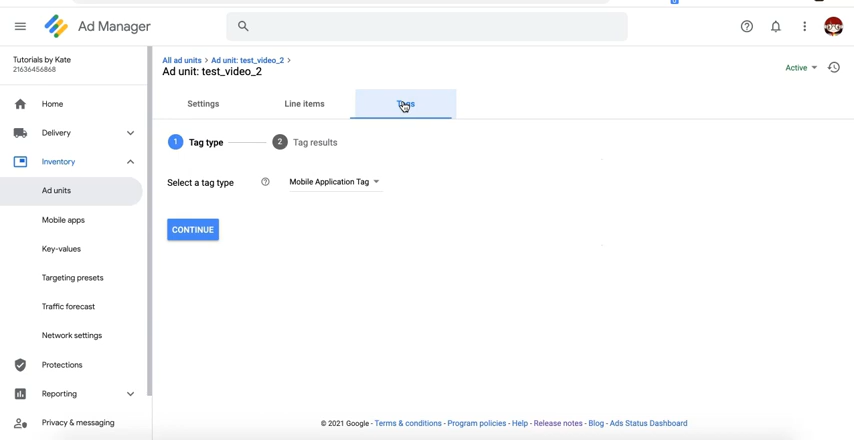 Ad Manager
Tutorials by Kate
21636456868
Home
Delivery
Inventory
Ad units
Mobile apps
Key-values
Targeting presets
Traffic forecast
Network settings
Protections
Reporting
Privacy & messaging
All ad units > Ad unit: test_video_2 >
Ad unit: test_video_2
Active
Settings Line items Tags
1 Tag type 2 Tag results
Select a tag type Mobile Application Tag
CONTINUE
© 2021 Google - Terms & conditions - Program policies - Help - Release notes - Blog - Ads Status Dashboard